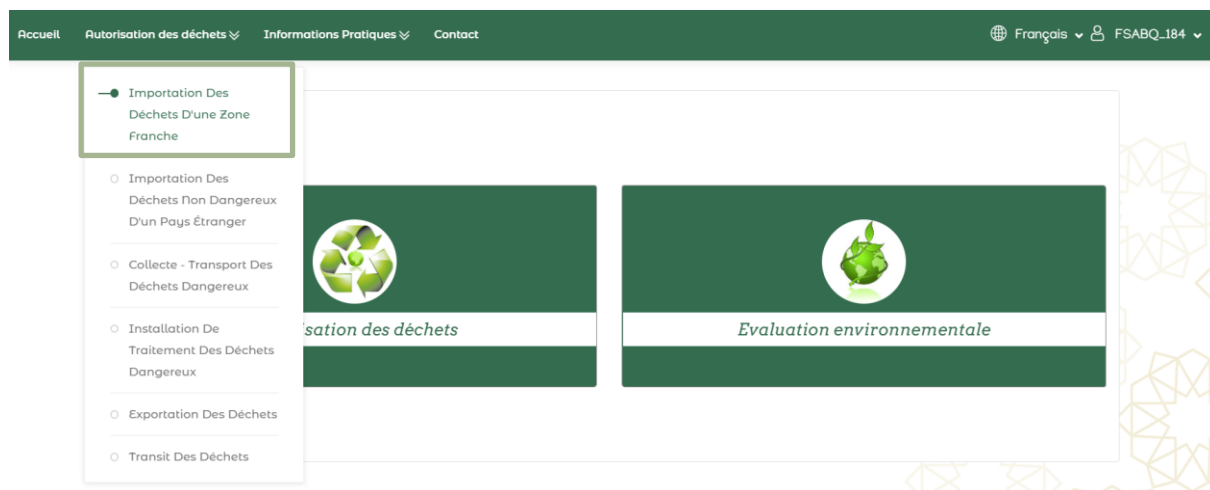 Accueil Autorisation des déchets Informations Pratiques Contact Français FSABQ_184
Importation Des
Déchets D'une Zone
Franche
Importation Des
Déchets Non Dangereux
D'un Pays Étranger
Collecte - Transport Des
Déchets Dangereux
Installation De
Traitement Des Déchets
Dangereux
Exportation Des Déchets
Transit Des Déchets
sation des déchets
Evaluation environnementale